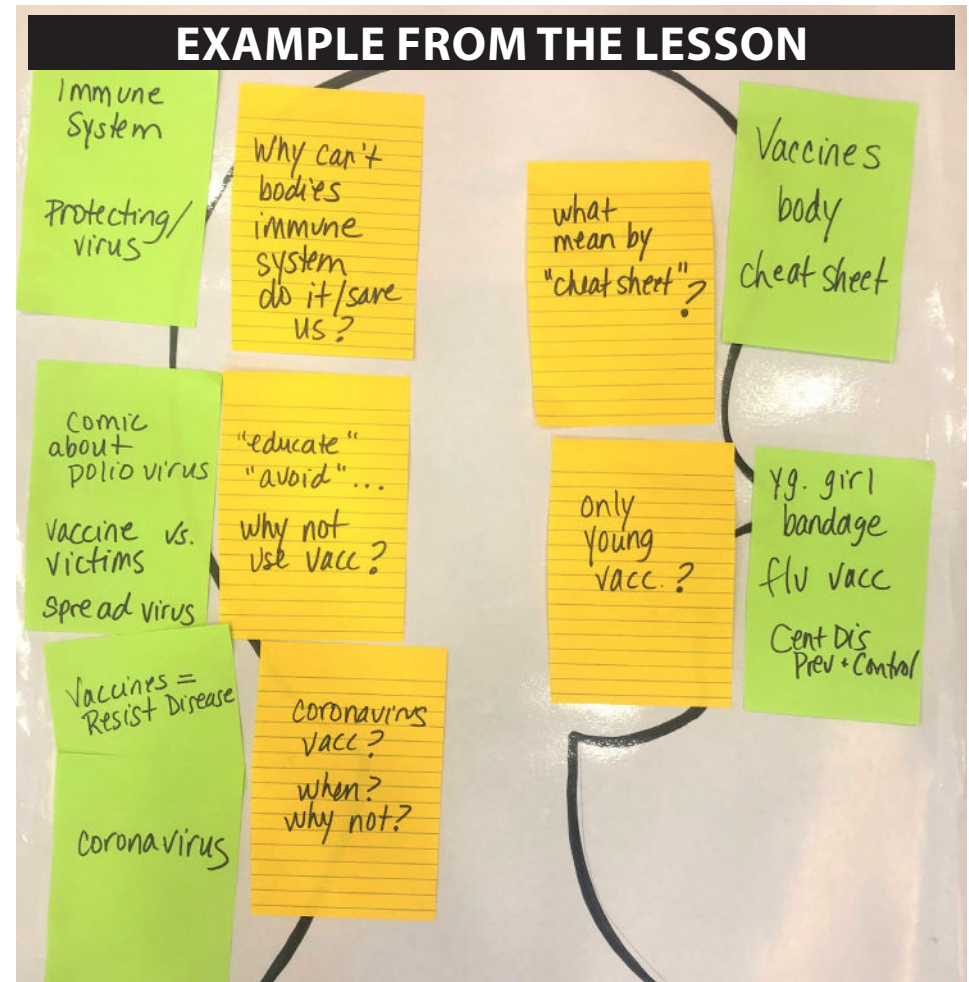 EXAMPLE FROM THE LESSON
Immune
System
Protecting/
virus
Why can't
bodies
immune
system
do it/save
us?
what
mean by
"cheat sheet"?
Vaccines
body
cheat sheet
Comic
about
polio virus
vaccine vs.
victims
spread virus
"educate"
"avoid"...
why not
use vacc?
only
young
vacc.?
yg. girl
bandage
flu vacc
Cent Dis
Prev + Control
Vaccines =
Resist Disease
coronavirus
coronavirus
vacc?
when?
why not?